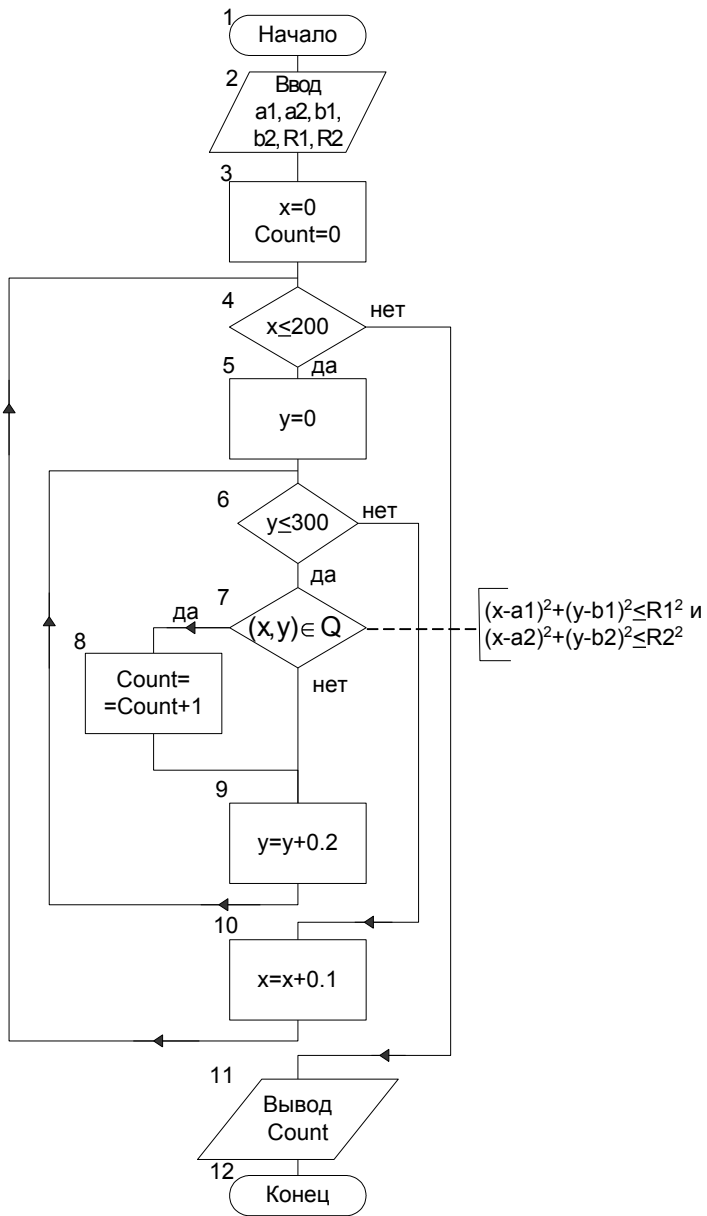 1
Начало
2
Ввод
a1, a2, b1,
b2, R1, R2
3
x=0
Count=0
4
x≤200
нет
да
5
y=0
6
y≤300
нет
да
7
(x,y)∈ Q
да
нет
(x-a1)²+(y-b1)²≤R1² и
(x-a2)²+(y-b2)²≤R2²
8
Count=
=Count+1
9
y=y+0.2
10
x=x+0.1
11
Вывод
Count
12
Конец